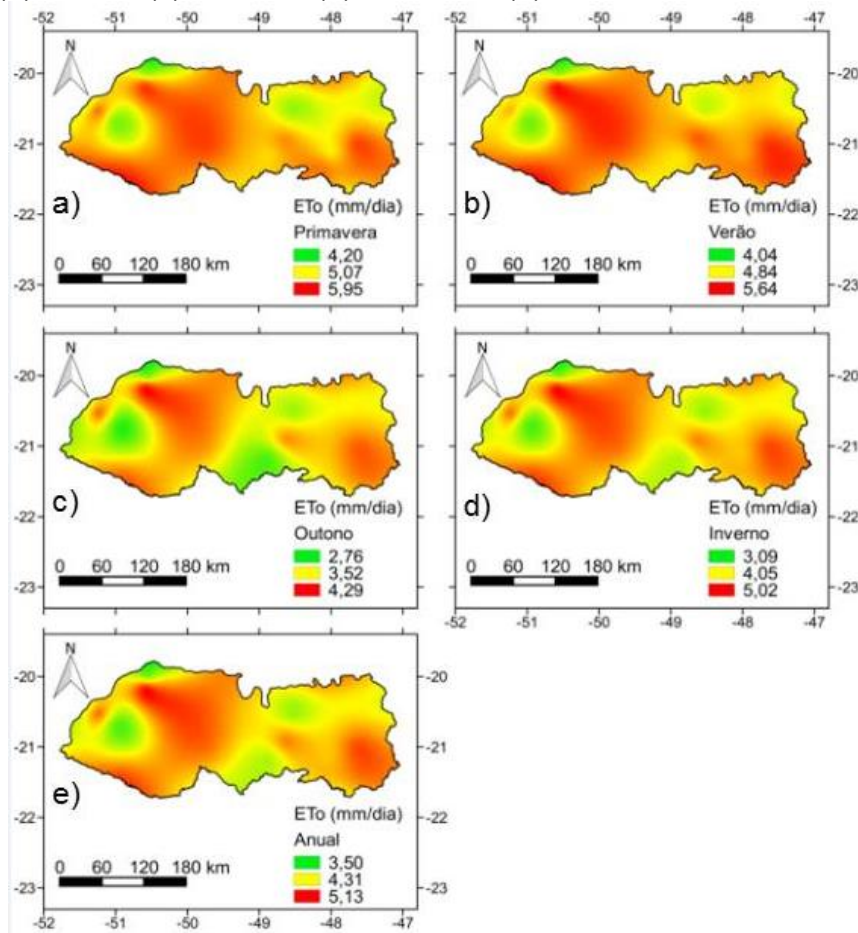 -52 -51 -50 -49 -48 -47
-52 -51 -50 -49 -48 -47
-20
-21
-22
-23
N
a)
ETo (mm/dia)
Primavera
4,20
5,07
5,95
0 60 120 180 km
N
b)
ETo (mm/dia)
Verão
4,04
4,84
5,64
0 60 120 180 km
-20
-21
-22
-23
-20
-21
-22
-23
N
c)
ETo (mm/dia)
Outono
2,76
3,52
4,29
0 60 120 180 km
N
d)
ETo (mm/dia)
Inverno
3,09
4,05
5,02
0 60 120 180 km
-20
-21
-22
-23
-52 -51 -50 -49 -48 -47
-20
-21
-22
-23
N
e)
ETo (mm/dia)
Anual
3,50
4,31
5,13
0 60 120 180 km
-20
-21
-22
-23
-52 -51 -50 -49 -48 -47